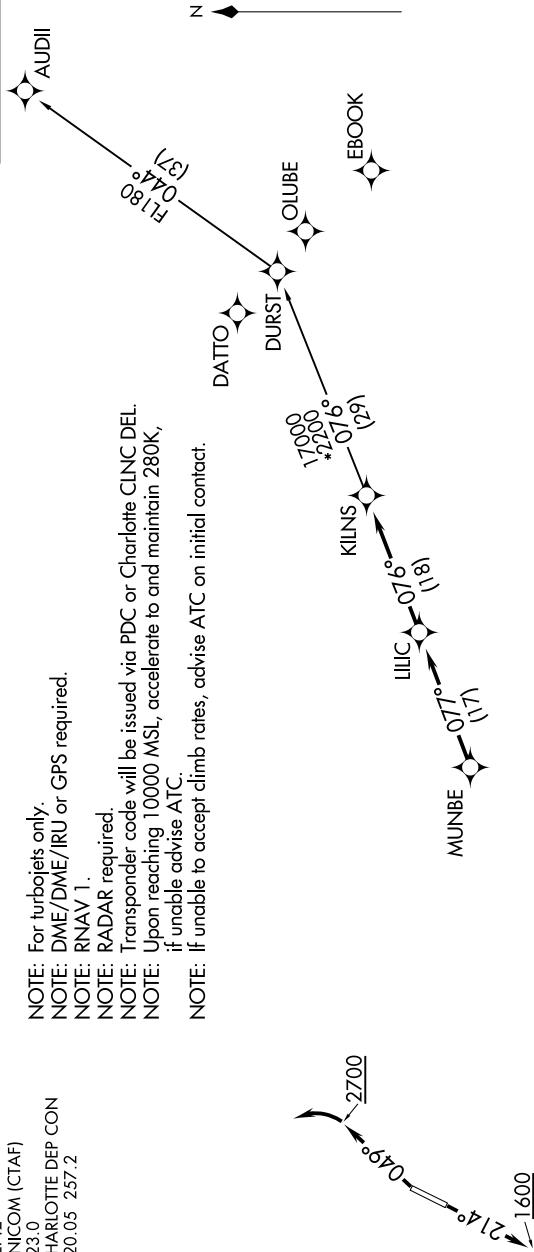 NICOM (CTAF)
23.0
HARLOTTE DEP CON
20.05 257.2
NOTE: For turbojets only.
NOTE: DME/DME/IRU or GPS required.
NOTE: RNAV 1.
NOTE: RADAR required.
NOTE: Transponder code will be issued via PDC or Charlotte CLNC DEL.
NOTE: Upon reaching 10000 MSL, accelerate to and maintain 280K,
if unable advise ATC.
NOTE: If unable to accept climb rates, advise ATC on initial contact.
N
AUDII
FL180
044°
(37)
EBOOK
OLUBE
DURST
DATTO
17000
*2200
076°
(29)
KILNS
076°
(18)
LILIC
077°
(17)
MUNBE
2700
049°
214°
1600